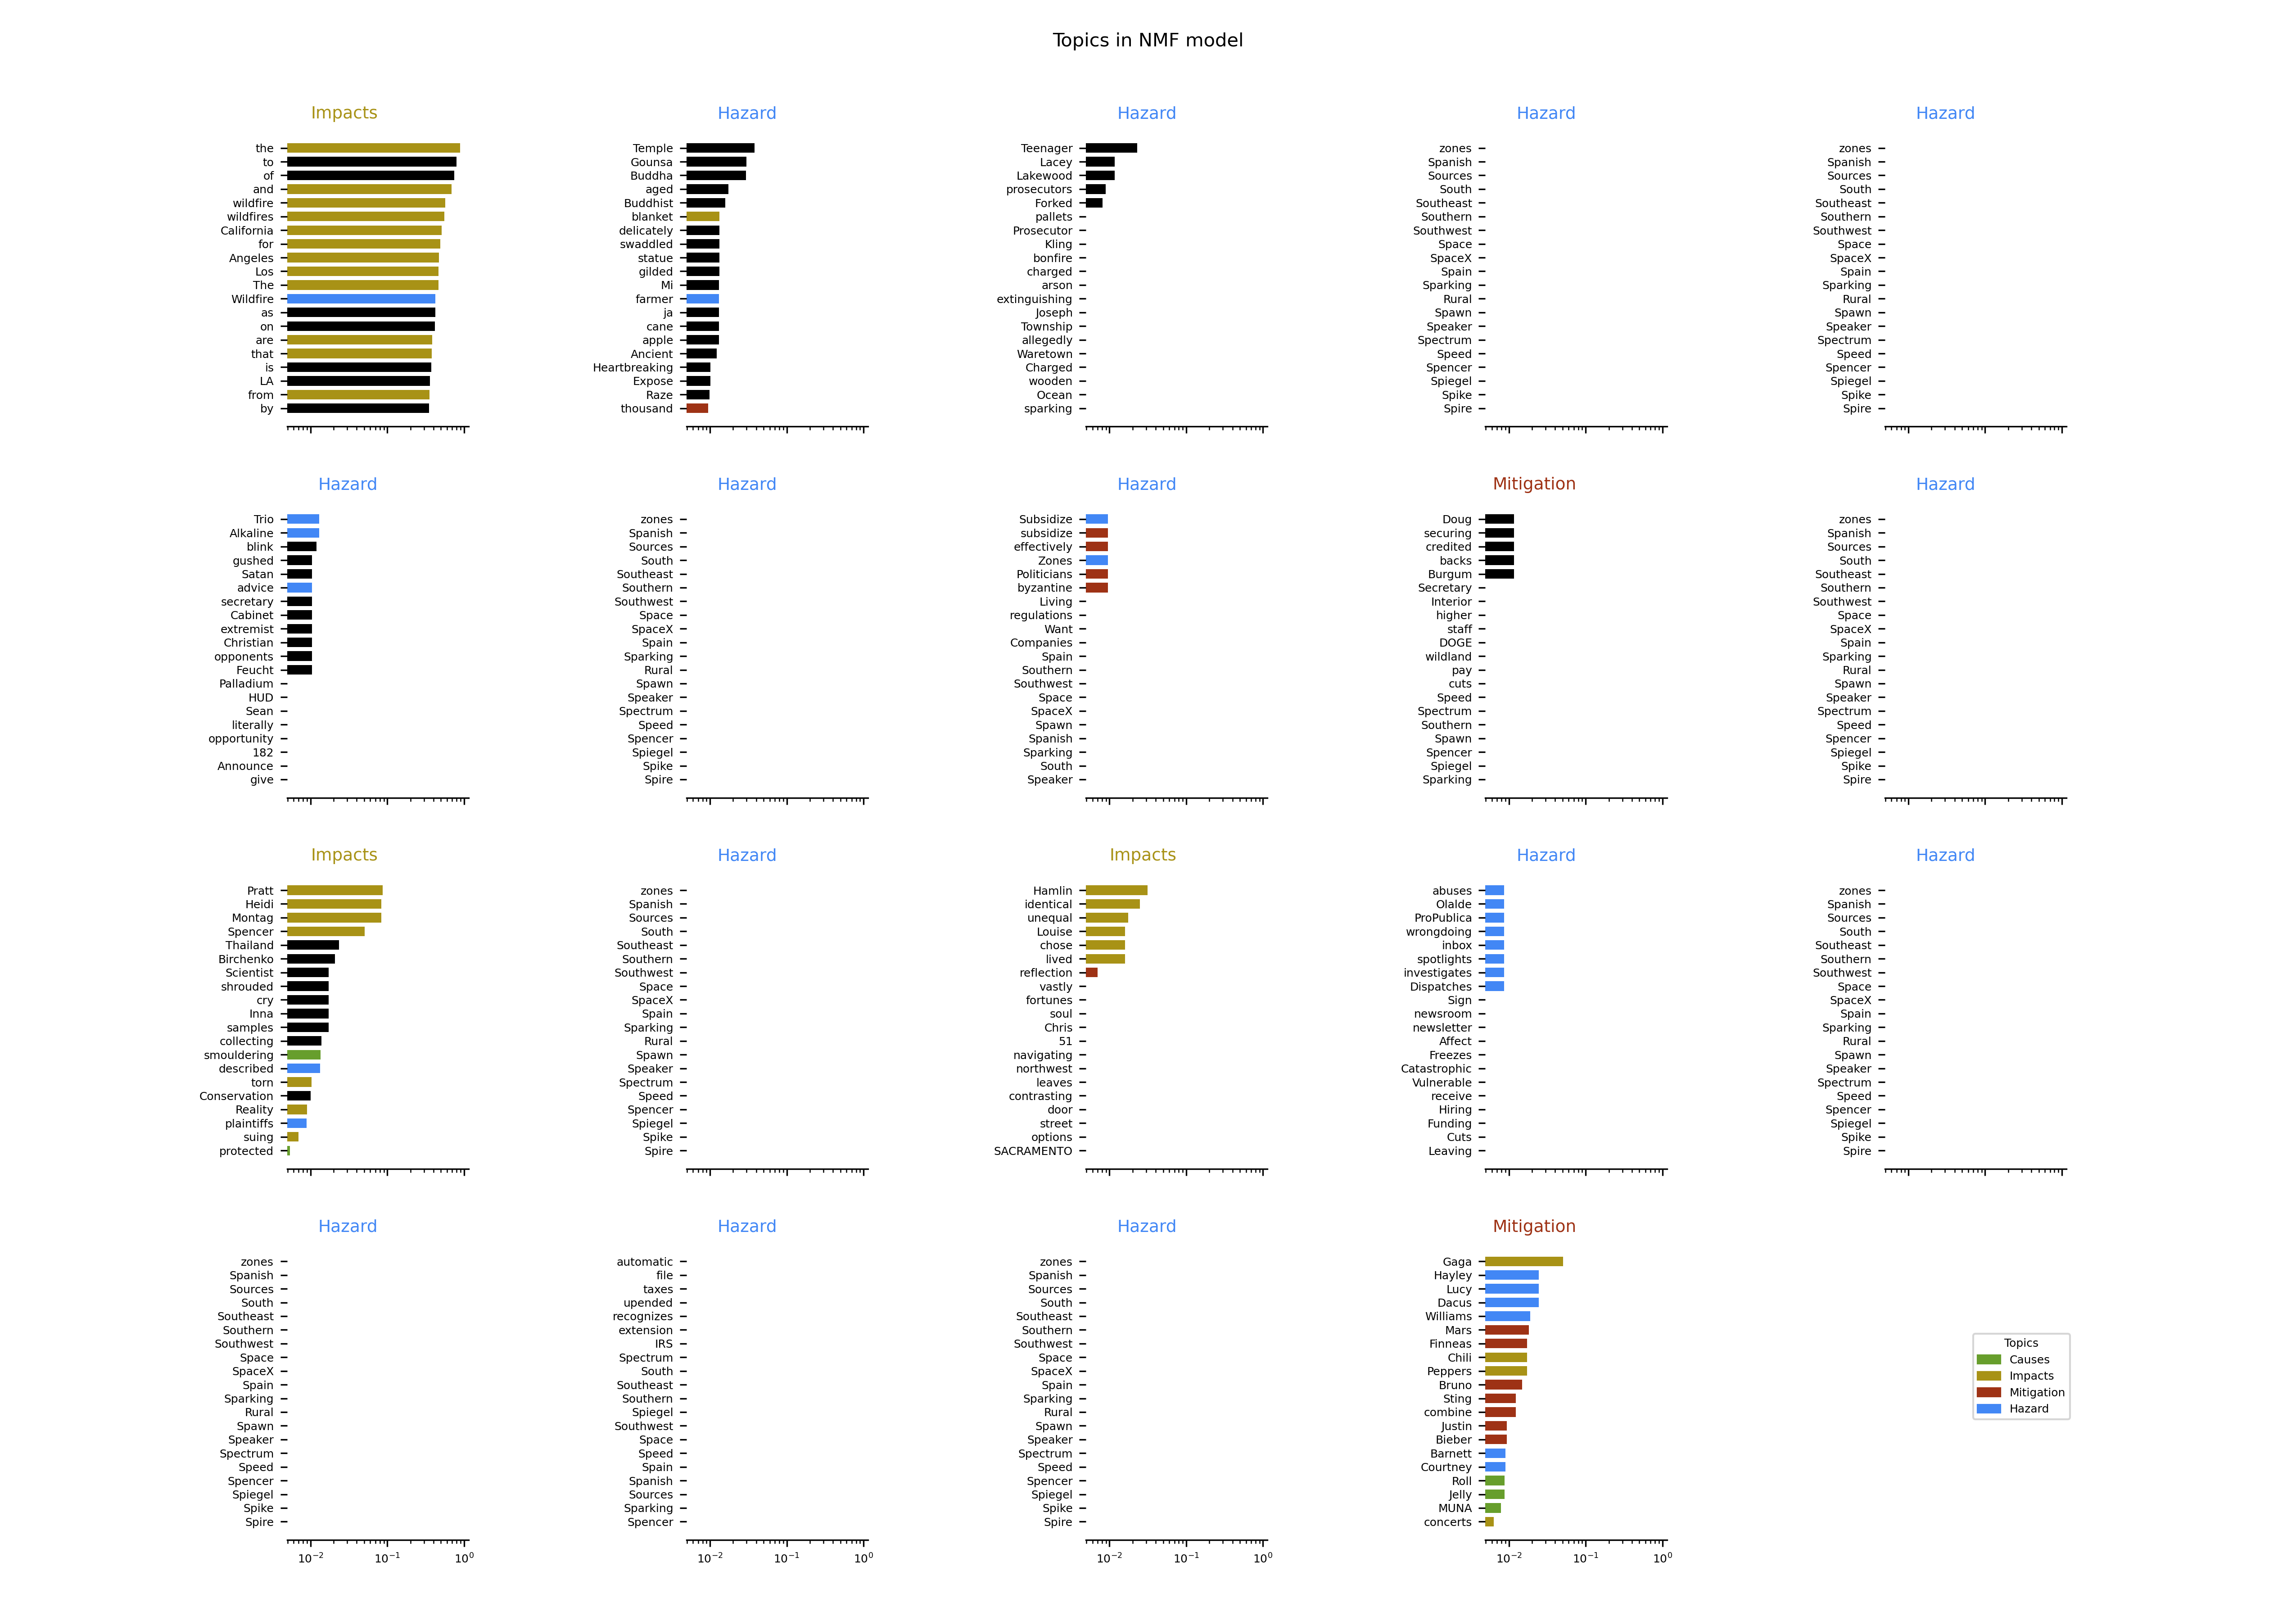 Topics in NMF model
Impacts
the
to
of
and
wildfire
wildfires
California
for
Angeles
Los
The
Wildfire
as
on
are
that
is
LA
from
by
Hazard
Temple
Gounsa
Buddha
aged
Buddhist
blanket
delicately
swaddled
statue
gilded
Mi
farmer
ja
cane
apple
Ancient
Heartbreaking
Expose
Raze
thousand
Hazard
Teenager
Lacey
Lakewood
prosecutors
Forked
pallets
Prosecutor
Kling
bonfire
charged
arson
extinguishing
Joseph
Township
allegedly
Waretown
Charged
wooden
Ocean
sparking
Hazard
zones
Spanish
Sources
South
Southeast
Southern
Southwest
Space
SpaceX
Spain
Sparking
Rural
Spawn
Speaker
Spectrum
Speed
Spencer
Spiegel
Spike
Spire
Hazard
zones
Spanish
Sources
South
Southeast
Southern
Southwest
Space
SpaceX
Spain
Sparking
Rural
Spawn
Speaker
Spectrum
Speed
Spencer
Spiegel
Spike
Spire
Hazard
Trio
Alkaline
blink
gushed
Satan
advice
secretary
Cabinet
extremist
Christian
opponents
Feucht
Palladium
HUD
Sean
literally
opportunity
182
Announce
give
Hazard
zones
Spanish
Sources
South
Southeast
Southern
Southwest
Space
SpaceX
Spain
Sparking
Rural
Spawn
Speaker
Spectrum
Speed
Spencer
Spiegel
Spike
Spire
Hazard
Subsidize
subsidize
effectively
Zones
Politicians
byzantine
Living
regulations
Want
Companies
Spain
Southern
Southwest
Space
SpaceX
Spawn
Spanish
Sparking
South
Speaker
Mitigation
Doug
securing
credited
backs
Burgum
Secretary
Interior
higher
staff
DOGE
wildland
pay
cuts
Speed
Spectrum
Southern
Spawn
Spencer
Spiegel
Sparking
Hazard
zones
Spanish
Sources
South
Southeast
Southern
Southwest
Space
SpaceX
Spain
Sparking
Rural
Spawn
Speaker
Spectrum
Speed
Spencer
Spiegel
Spike
Spire
Impacts
Pratt
Heidi
Montag
Spencer
Thailand
Birchenko
Scientist
shrouded
cry
Inna
samples
collecting
smouldering
described
torn
Conservation
Reality
plaintiffs
suing
protected
Hazard
zones
Spanish
Sources
South
Southeast
Southern
Southwest
Space
SpaceX
Spain
Sparking
Rural
Spawn
Speaker
Spectrum
Speed
Spencer
Spiegel
Spike
Spire
Impacts
Hamlin
identical
unequal
Louise
chose
lived
reflection
vastly
fortunes
soul
Chris
51
navigating
northwest
leaves
contrasting
door
street
options
SACRAMENTO
Hazard
abuses
Olalde
ProPublica
wrongdoing
inbox
spotlights
investigates
Dispatches
Sign
newsroom
newsletter
Affect
Freezes
Catastrophic
Vulnerable
receive
Hiring
Funding
Cuts
Leaving
Hazard
zones
Spanish
Sources
South
Southeast
Southern
Southwest
Space
SpaceX
Spain
Sparking
Rural
Spawn
Speaker
Spectrum
Speed
Spencer
Spiegel
Spike
Spire
Hazard
zones
Spanish
Sources
South
Southeast
Southern
Southwest
Space
SpaceX
Spain
Sparking
Rural
Spawn
Speaker
Spectrum
Speed
Spencer
Spiegel
Spike
Spire
10⁻² 10⁻¹ 10⁰
Hazard
automatic
file
taxes
upended
recognizes
extension
IRS
Spectrum
South
Southeast
Southern
Spiegel
Southwest
Space
Speed
Spain
Spanish
Sources
Sparking
Spencer
10⁻² 10⁻¹ 10⁰
Hazard
zones
Spanish
Sources
South
Southeast
Southern
Southwest
Space
SpaceX
Spain
Sparking
Rural
Spawn
Speaker
Spectrum
Speed
Spencer
Spiegel
Spike
Spire
10⁻² 10⁻¹ 10⁰
Mitigation
Gaga
Hayley
Lucy
Dacus
Williams
Mars
Finneas
Chili
Peppers
Bruno
Sting
combine
Justin
Bieber
Barnett
Courtney
Roll
Jelly
MUNA
concerts
10⁻² 10⁻¹ 10⁰
Topics
Causes
Impacts
Mitigation
Hazard